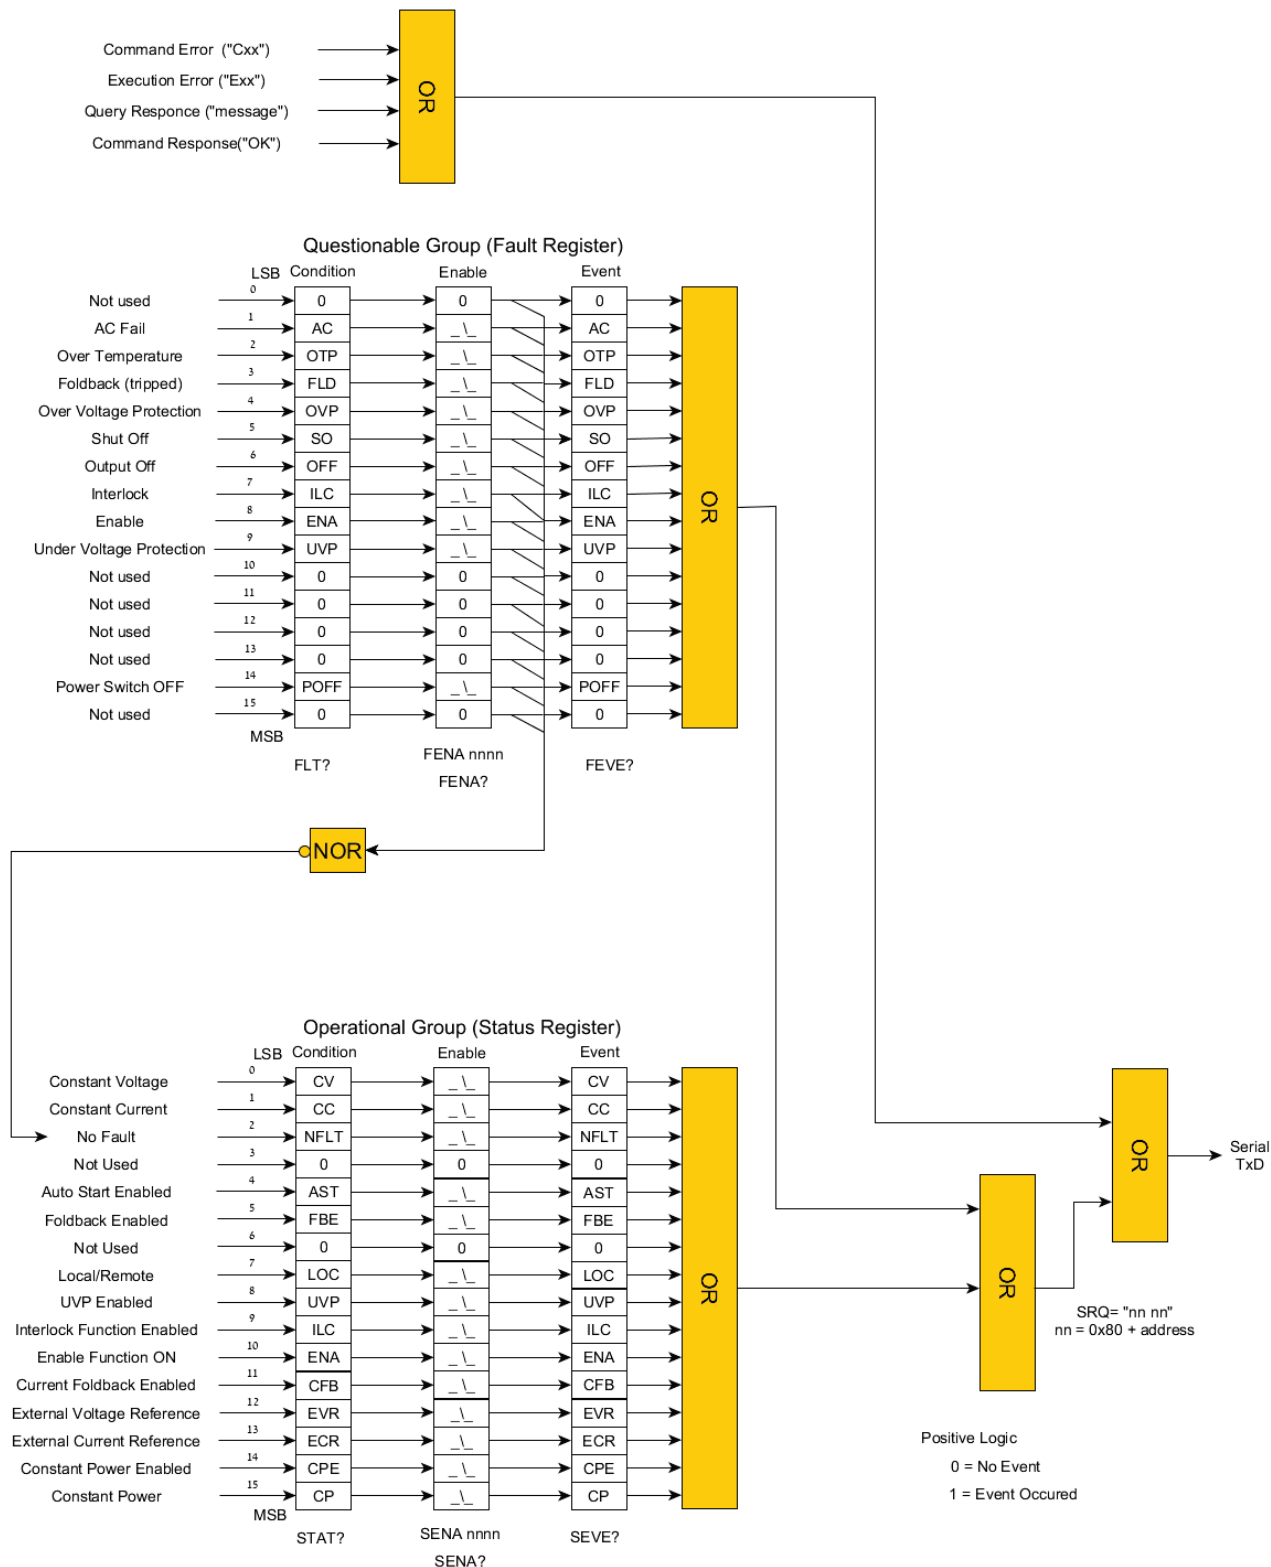 Command Error ("Cxx")
Execution Error ("Exx")
Query Responce ("message")
Command Response("OK")
OR
Questionable Group (Fault Register)
LSB Condition Enable Event
Not used 0 0 0 0
AC Fail 1 AC _\_ AC
Over Temperature 2 OTP _\_ OTP
Foldback (tripped) 3 FLD _\_ FLD
Over Voltage Protection 4 OVP _\_ OVP
Shut Off 5 SO _\_ SO
Output Off 6 OFF _\_ OFF
Interlock 7 ILC _\_ ILC
Enable 8 ENA _\_ ENA
Under Voltage Protection 9 UVP _\_ UVP
Not used 10 0 0 0
Not used 11 0 0 0
Not used 12 0 0 0
Not used 13 0 0 0
Power Switch OFF 14 POFF _\_ POFF
Not used 15 0 0 0
OR
MSB
FLT?
FENA nnnn
FENA?
FEVE?
NOR
Operational Group (Status Register)
LSB Condition Enable Event
Constant Voltage 0 CV _\_ CV
Constant Current 1 CC _\_ CC
No Fault 2 NFLT _\_ NFLT
Not Used 3 0 0 0
Auto Start Enabled 4 AST _\_ AST
Foldback Enabled 5 FBE _\_ FBE
Not Used 6 0 0 0
Local/Remote 7 LOC _\_ LOC
UVP Enabled 8 UVP _\_ UVP
Interlock Function Enabled 9 ILC _\_ ILC
Enable Function ON 10 ENA _\_ ENA
Current Foldback Enabled 11 CFB _\_ CFB
External Voltage Reference 12 EVR _\_ EVR
External Current Reference 13 ECR _\_ ECR
Constant Power Enabled 14 CPE _\_ CPE
Constant Power 15 CP _\_ CP
OR
MSB
STAT?
SENA nnnn
SENA?
SEVE?
OR
OR
Serial
TxD
SRQ= "nn nn"
nn = 0x80 + address
Positive Logic
0 = No Event
1 = Event Occured